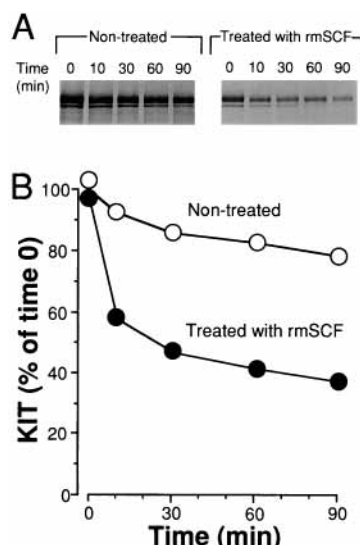 A
Non-treated Treated with rmSCF
Time 0 10 30 60 90 0 10 30 60 90
(min)
B
100
Non-treated
80
60
Treated with rmSCF
40
20
0
KIT (% of time 0)
0 10 30 60 90
Time (min)